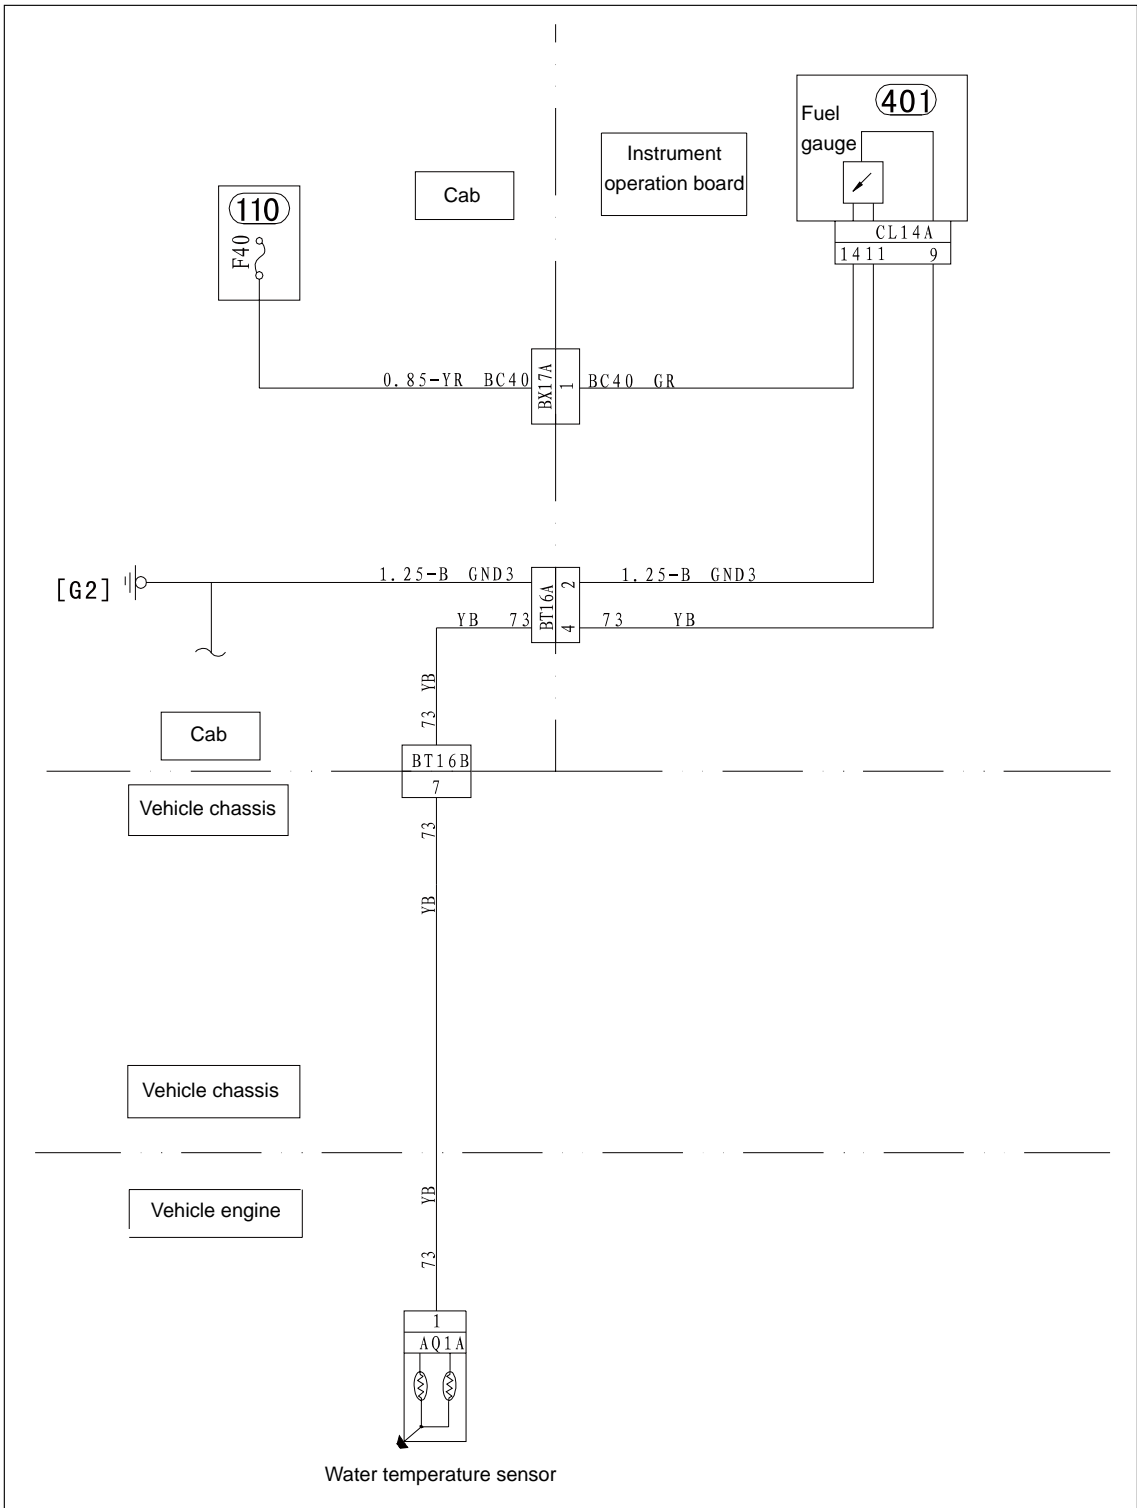 401
Fuel
gauge
Instrument
operation board
Cab
110
F40
CL14A
14 11 9
0.85-YR BC40
BX17A
1
BC40 GR
[G2]
1.25-B GND3
BT16A
2
1.25-B GND3
YB 73
4
73 YB
YB
73
Cab
BT16B
7
Vehicle chassis
73
YB
Vehicle chassis
YB
Vehicle engine
73
1
AQ1A
Water temperature sensor